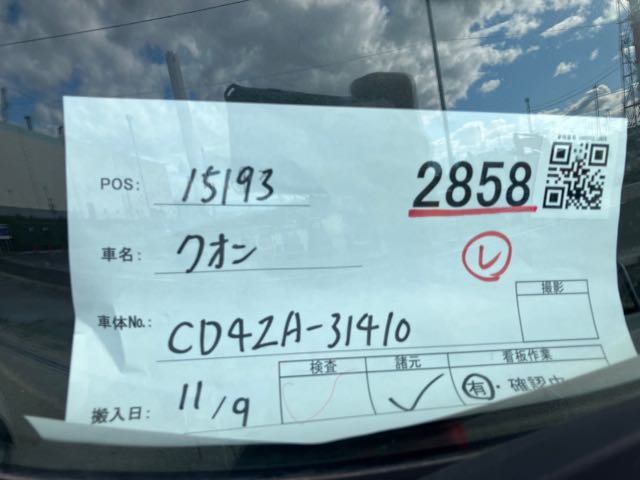 POS: 15193
2858
車名: クオン
レ
車体No.: CD4ZA-31410
撮影
検査 諸元 看板作業
搬入日: 11/9
有・確認中